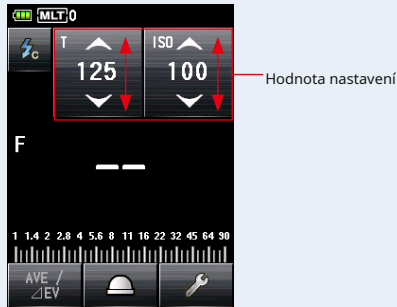 MLT 0
C T ISO
125 100
Hodnota nastavení
F
--
1 1.4 2 2.8 4 5.6 8 11 16 22 32 45 64 90
AVE /
⊿EV